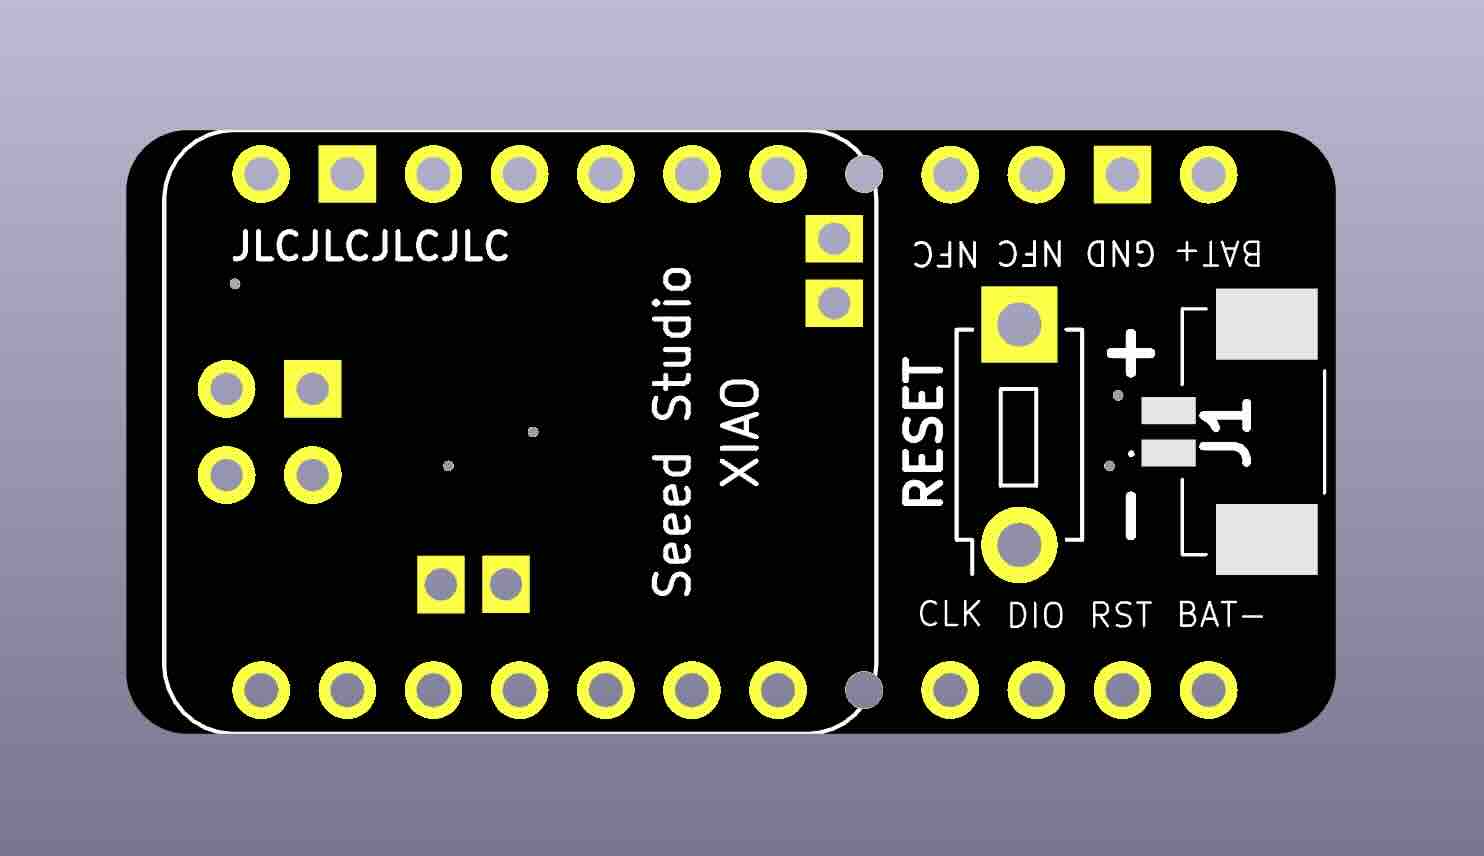 JLCJLCJLCJLC
Seeed Studio
XIAO
NFC NFC GND BAT+
RESET
+
-
J1
CLK DIO RST BAT-